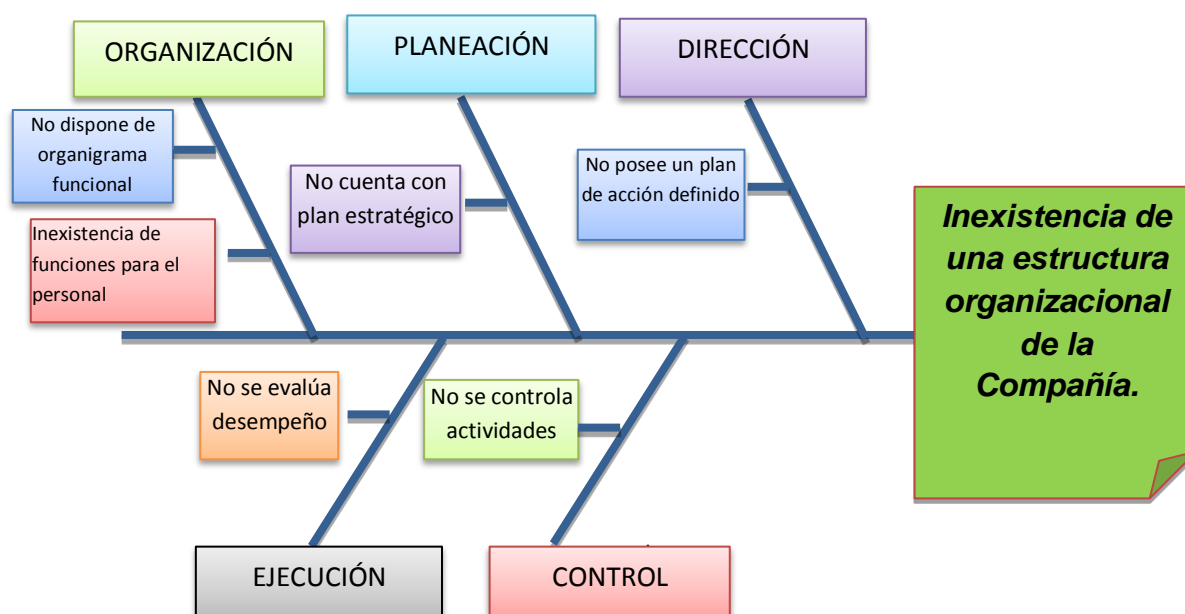 ORGANIZACIÓN
PLANEACIÓN
DIRECCIÓN
No dispone de
organigrama
funcional
No cuenta con
plan estratégico
No posee un plan
de acción definido
Inexistencia de
funciones para el
personal
Inexistencia de
una estructura
organizacional
de la
Compañía.
No se evalúa
desempeño
No se controla
actividades
EJECUCIÓN
CONTROL